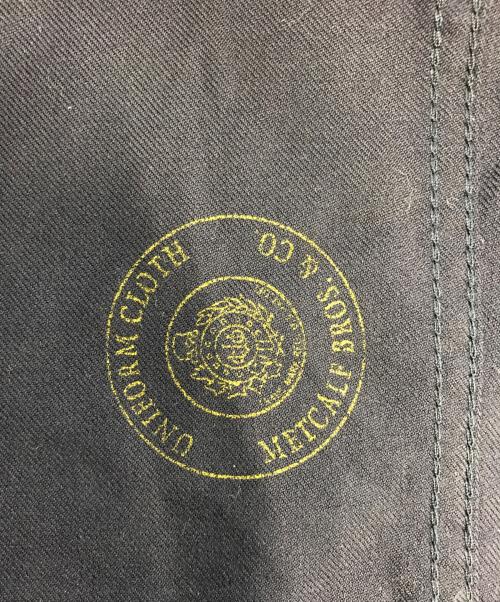 UNIFORM CLOTH
METCALF BROS. & CO